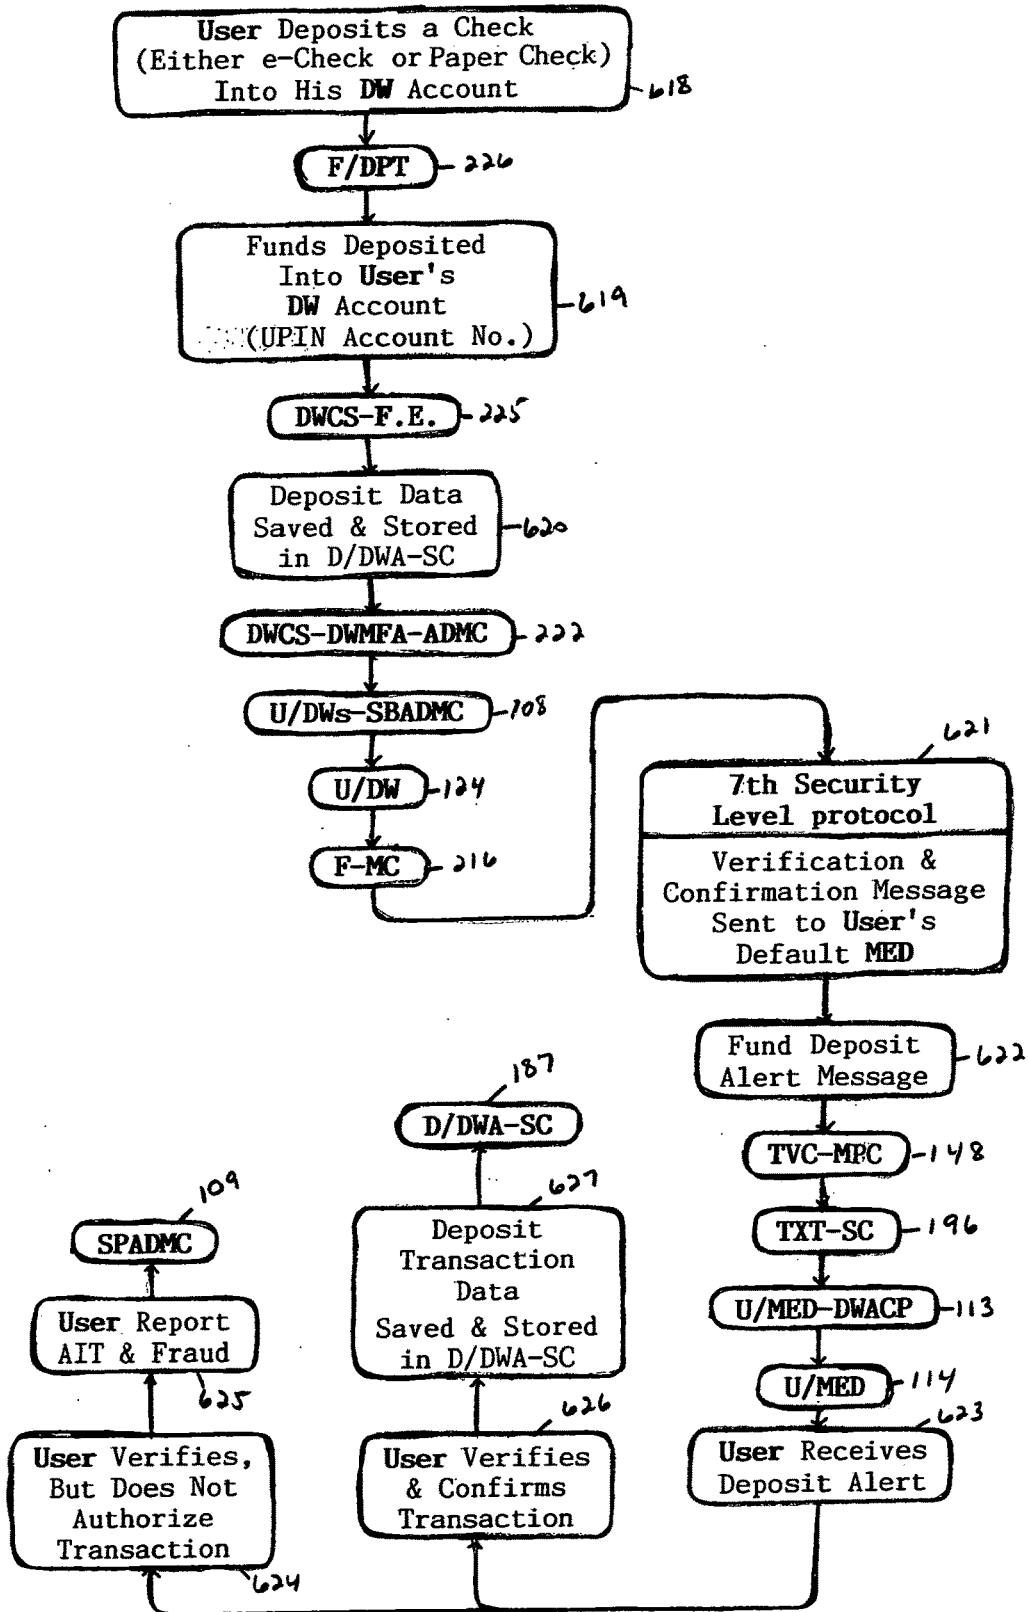 User Deposits a Check
(Either e-Check or Paper Check)
Into His DW Account
618
F/DPT
226
Funds Deposited
Into User's
DW Account
(UPIN Account No.)
619
DWCS-F.E.
225
Deposit Data
Saved & Stored
in D/DWA-SC
620
DWCS-DWMFA-ADMC
222
U/DWs-SBADMC
108
U/DW
124
F-MC
216
621
7th Security
Level protocol
Verification &
Confirmation Message
Sent to User's
Default MED
Fund Deposit
Alert Message
622
TVC-MPC
148
TXT-SC
196
U/MED-DWACP
113
U/MED
114
623
User Receives
Deposit Alert
187
D/DWA-SC
627
Deposit
Transaction
Data
Saved & Stored
in D/DWA-SC
626
User Verifies
& Confirms
Transaction
109
SPADMC
User Report
AIT & Fraud
625
User Verifies,
But Does Not
Authorize
Transaction
624